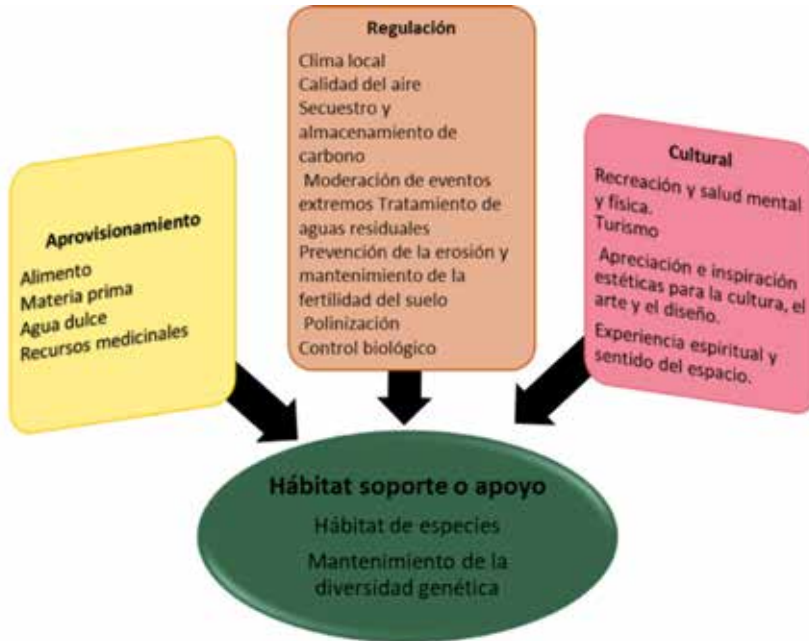 Regulación
Clima local
Calidad del aire
Secuestro y
almacenamiento de
carbono
Moderación de eventos
extremos Tratamiento de
aguas residuales
Prevención de la erosión y
mantenimiento de la
fertilidad del suelo
Polinización
Control biológico
Aprovisionamiento
Alimento
Materia prima
Agua dulce
Recursos medicinales
Cultural
Recreación y salud mental
y física.
Turismo
Apreciación e inspiración
estéticas para la cultura, el
arte y el diseño.
Experiencia espiritual y
sentido del espacio.
Hábitat soporte o apoyo
Hábitat de especies
Mantenimiento de la
diversidad genética